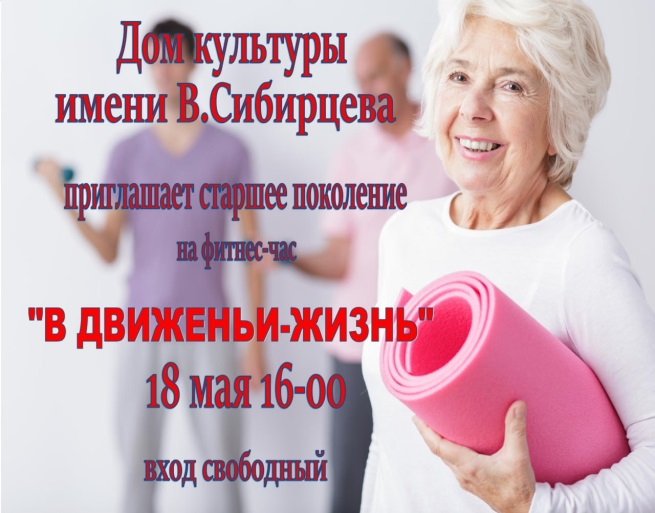 Дом культуры
имени В.Сибирцева
приглашает старшее поколение
на фитнес-час
"В ДВИЖЕНЬИ-ЖИЗНЬ"
18 мая 16-00
вход свободный